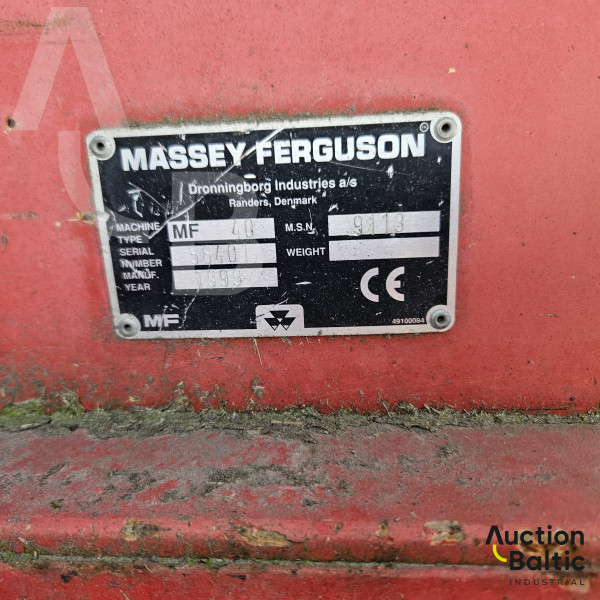 MASSEY FERGUSON ®
Dronningborg Industries a/s
Randers, Denmark
MACHINE TYPE MF 40 M.S.N. 9113
SERIAL NUMBER WEIGHT
MANUF. YEAR CE
MF
49100094
Auction
Baltic
INDUSTRIAL